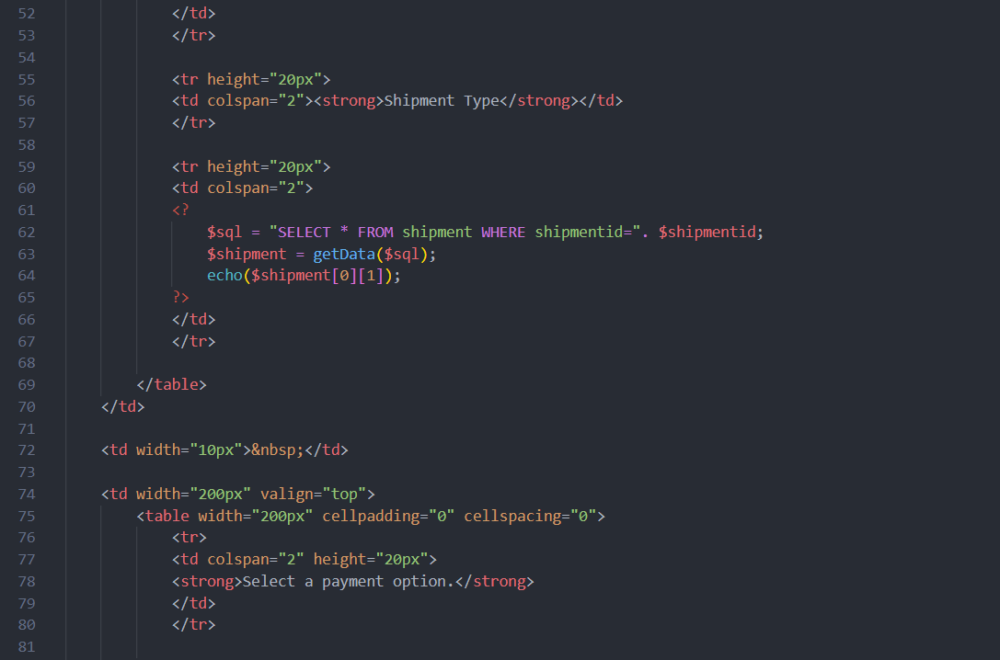 52 </td>
53 </tr>
54
55 <tr height="20px">
56 <td colspan="2"><strong>Shipment Type</strong></td>
57 </tr>
58
59 <tr height="20px">
60 <td colspan="2">
61 <?
62 $sql = "SELECT * FROM shipment WHERE shipmentid=". $shipmentid;
63 $shipment = getData($sql);
64 echo($shipment[0][1]);
65 ?>
66 </td>
67 </tr>
68
69 </table>
70 </td>
71
72 <td width="10px">&nbsp;</td>
73
74 <td width="200px" valign="top">
75 <table width="200px" cellpadding="0" cellspacing="0">
76 <tr>
77 <td colspan="2" height="20px">
78 <strong>Select a payment option.</strong>
79 </td>
80 </tr>
81